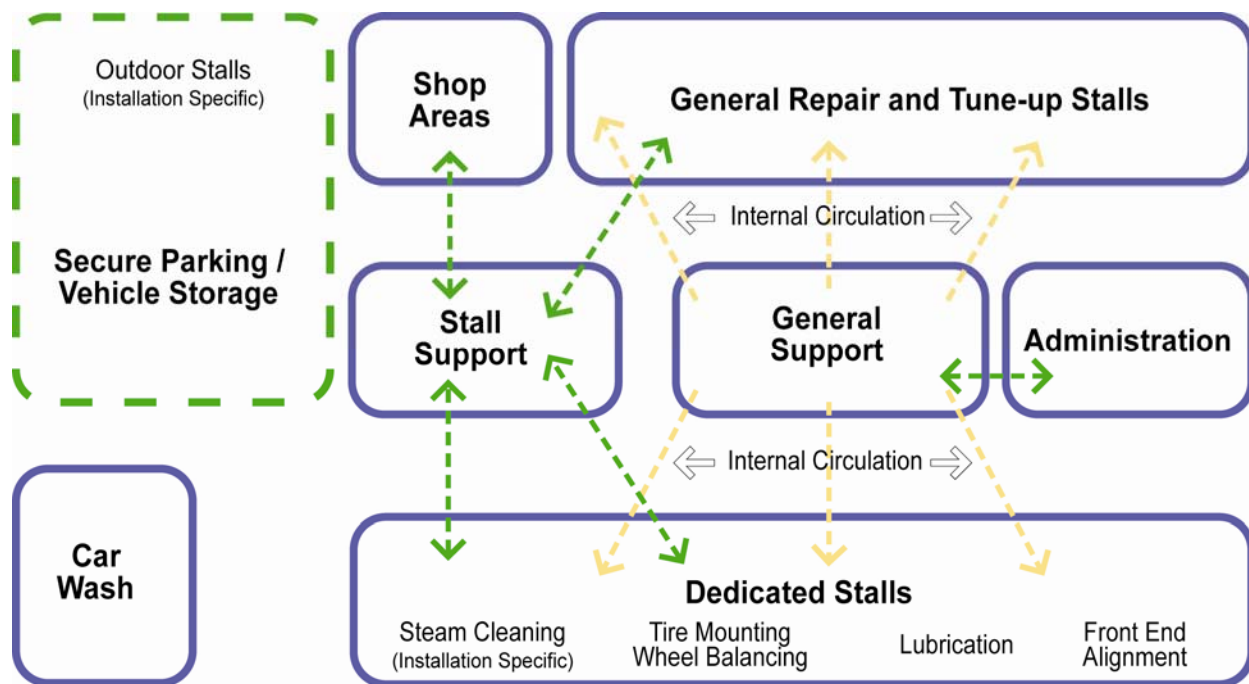 Outdoor Stalls
(Installation Specific)
Secure Parking /
Vehicle Storage
Shop
Areas
General Repair and Tune-up Stalls
Internal Circulation
Stall
Support
General
Support
Administration
Internal Circulation
Car
Wash
Dedicated Stalls
Steam Cleaning
(Installation Specific)
Tire Mounting
Wheel Balancing
Lubrication
Front End
Alignment